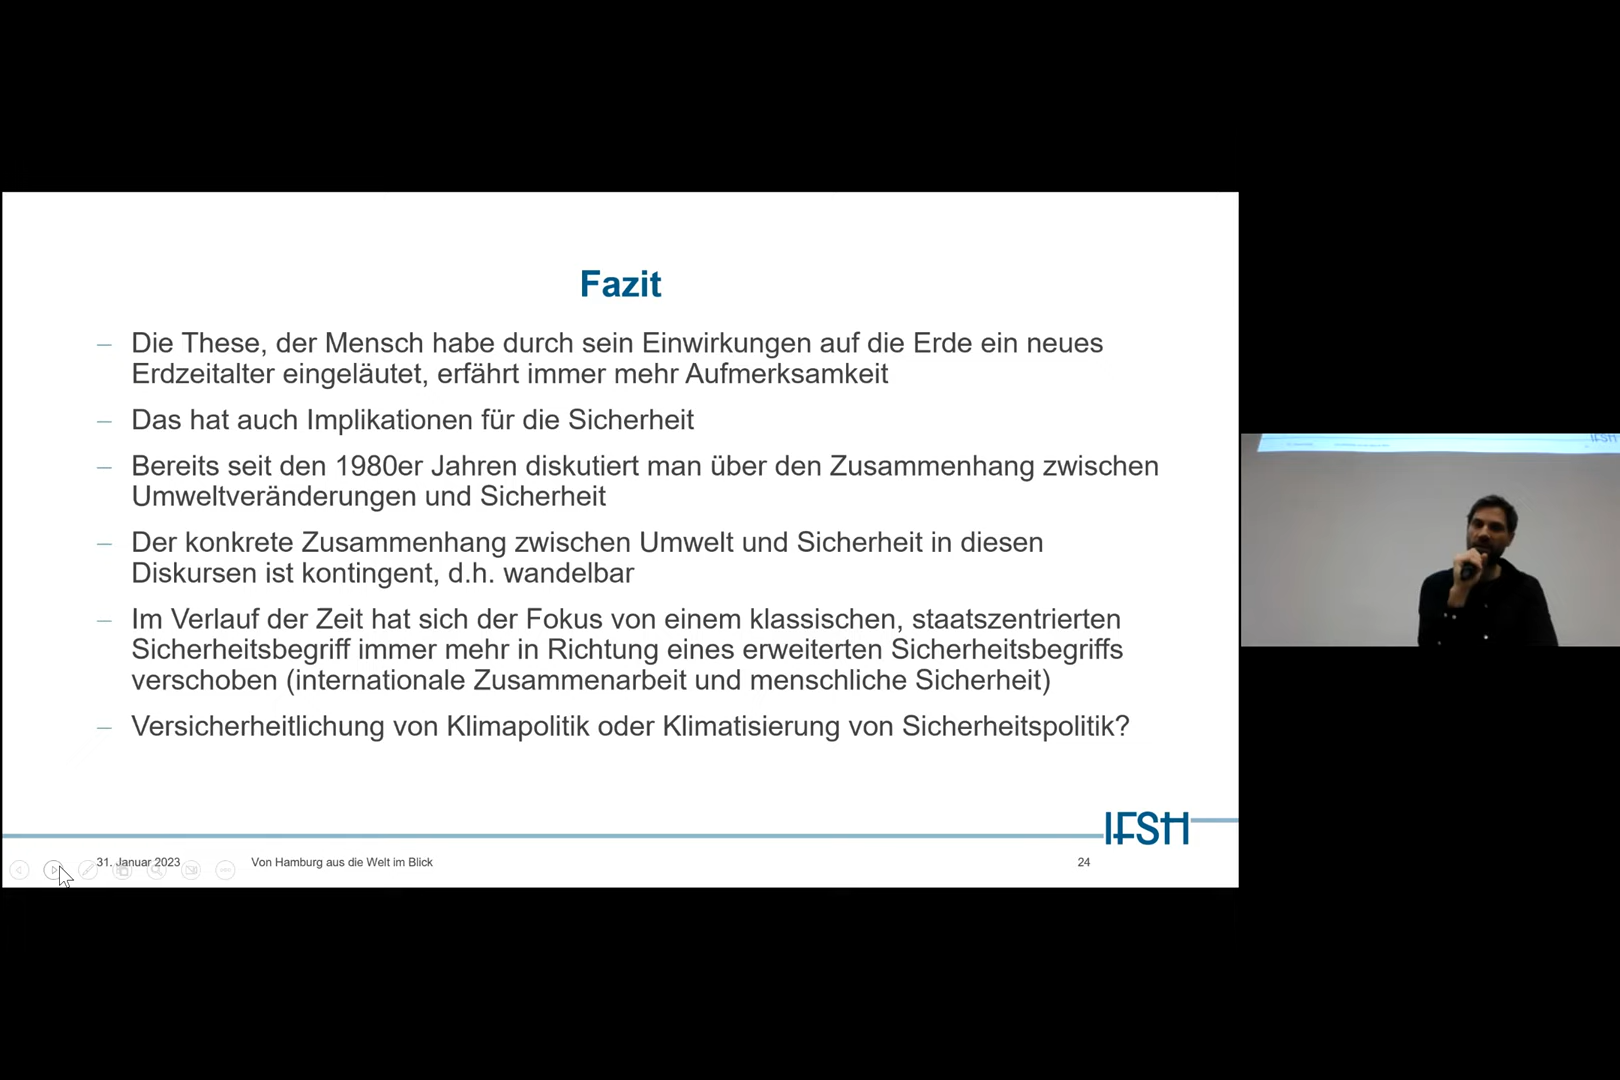 Fazit
– Die These, der Mensch habe durch sein Einwirkungen auf die Erde ein neues
Erdzeitalter eingeläutet, erfährt immer mehr Aufmerksamkeit
– Das hat auch Implikationen für die Sicherheit
– Bereits seit den 1980er Jahren diskutiert man über den Zusammenhang zwischen
Umweltveränderungen und Sicherheit
– Der konkrete Zusammenhang zwischen Umwelt und Sicherheit in diesen
Diskursen ist kontingent, d.h. wandelbar
– Im Verlauf der Zeit hat sich der Fokus von einem klassischen, staatszentrierten
Sicherheitsbegriff immer mehr in Richtung eines erweiterten Sicherheitsbegriffs
verschoben (internationale Zusammenarbeit und menschliche Sicherheit)
– Versicherheitlichung von Klimapolitik oder Klimatisierung von Sicherheitspolitik?
IFSH
31. Januar 2023 Von Hamburg aus die Welt im Blick 24
IFSH